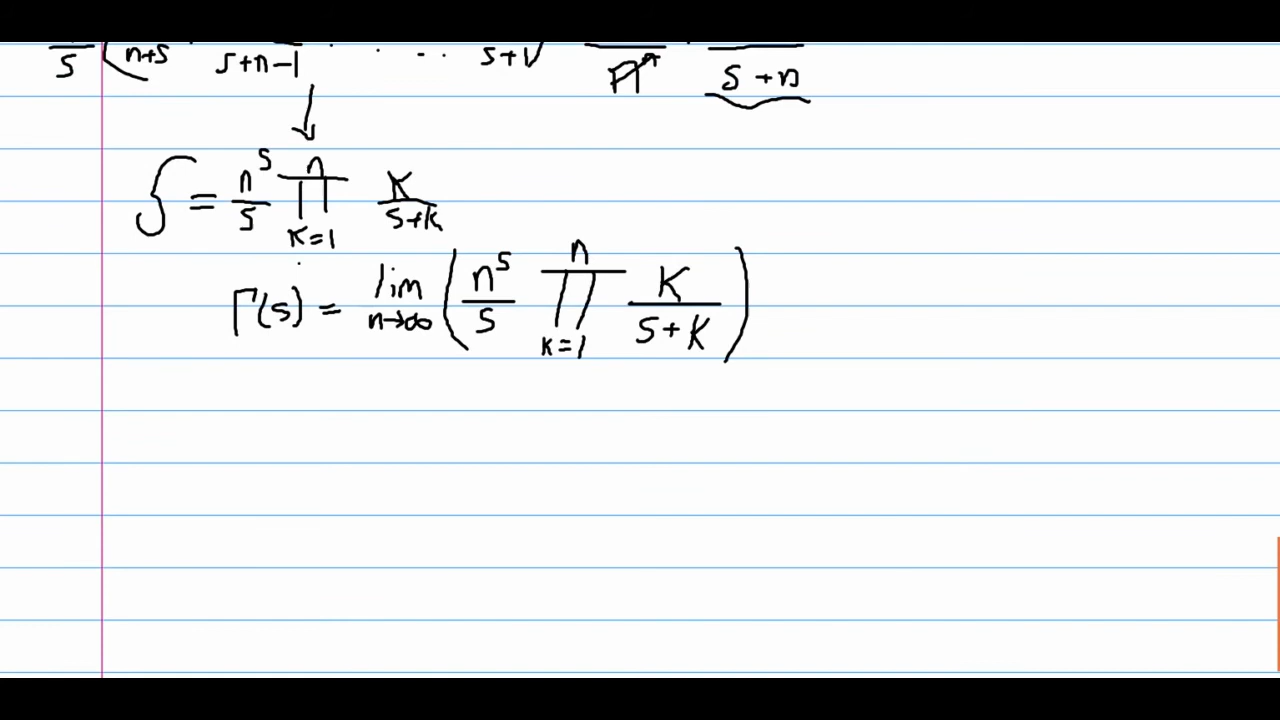 s n+s s+n-1 . . .. s+1 n^n s+n
∫ = n^s/s ∏_{k=1}^{n} k/(s+k)
Γ(s) = lim_{n→∞} ( n^s/s ∏_{k=1}^{n} k/(s+k) )